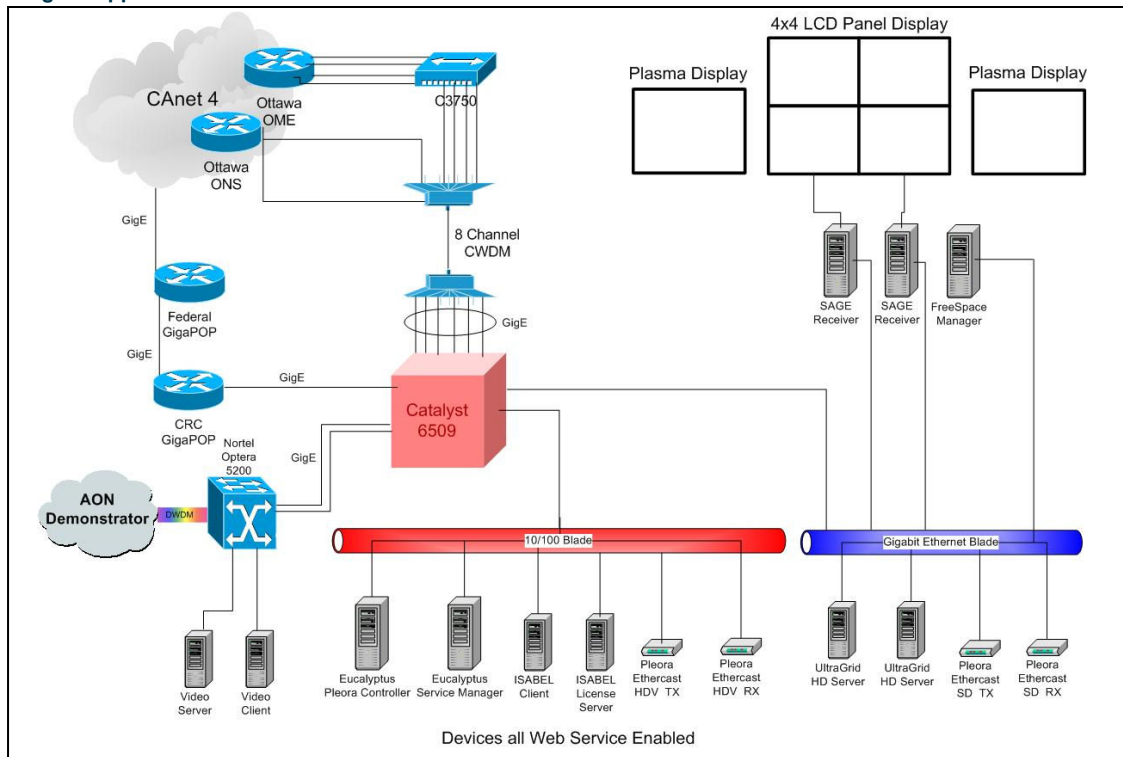 4x4 LCD Panel Display
Plasma Display
Plasma Display
CAnet 4
Ottawa
OME
C3750
Ottawa
ONS
GigE
8 Channel
CWDM
SAGE
Receiver
SAGE
Receiver
FreeSpace
Manager
Federal
GigaPOP
GigE
GigE
GigE
CRC
GigaPOP
Catalyst
6509
Nortel
Optera
5200
GigE
AON
Demonstrator
DWDM
10/100 Blade
Gigabit Ethernet Blade
Video
Server
Video
Client
Eucalyptus
Pleora Controller
Eucalyptus
Service Manager
ISABEL
Client
ISABEL
License
Server
Pleora
Ethercast
HDV TX
Pleora
Ethercast
HDV RX
UltraGrid
HD Server
UltraGrid
HD Server
Pleora
Ethercast
SD TX
Pleora
Ethercast
SD RX
Devices all Web Service Enabled